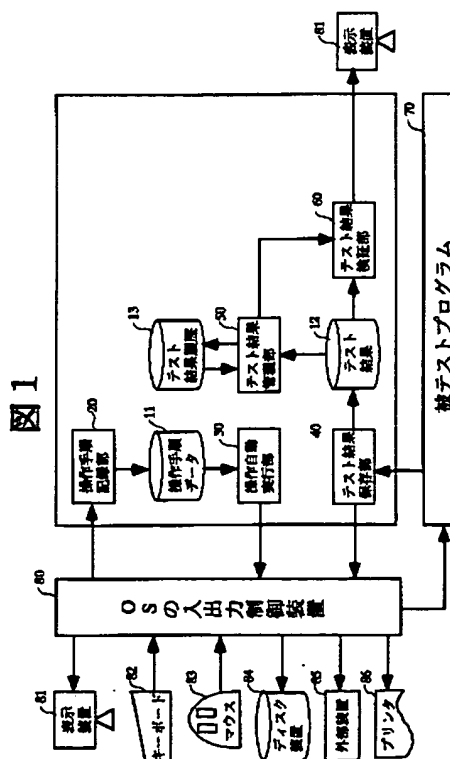 図1
80
20
操作手順
記録部
11
操作手順
データ
30
操作自動
実行部
13
テスト
結果履歴
50
テスト結果
管理部
12
テスト
結果
40
テスト結果
保存部
60
テスト結果
検証部
81
表示
装置
70
被テストプログラム
OSの入出力制御装置
81
表示
装置
82
キーボード
83
マウス
84
ディスク
装置
85
外部装置
86
プリンタ